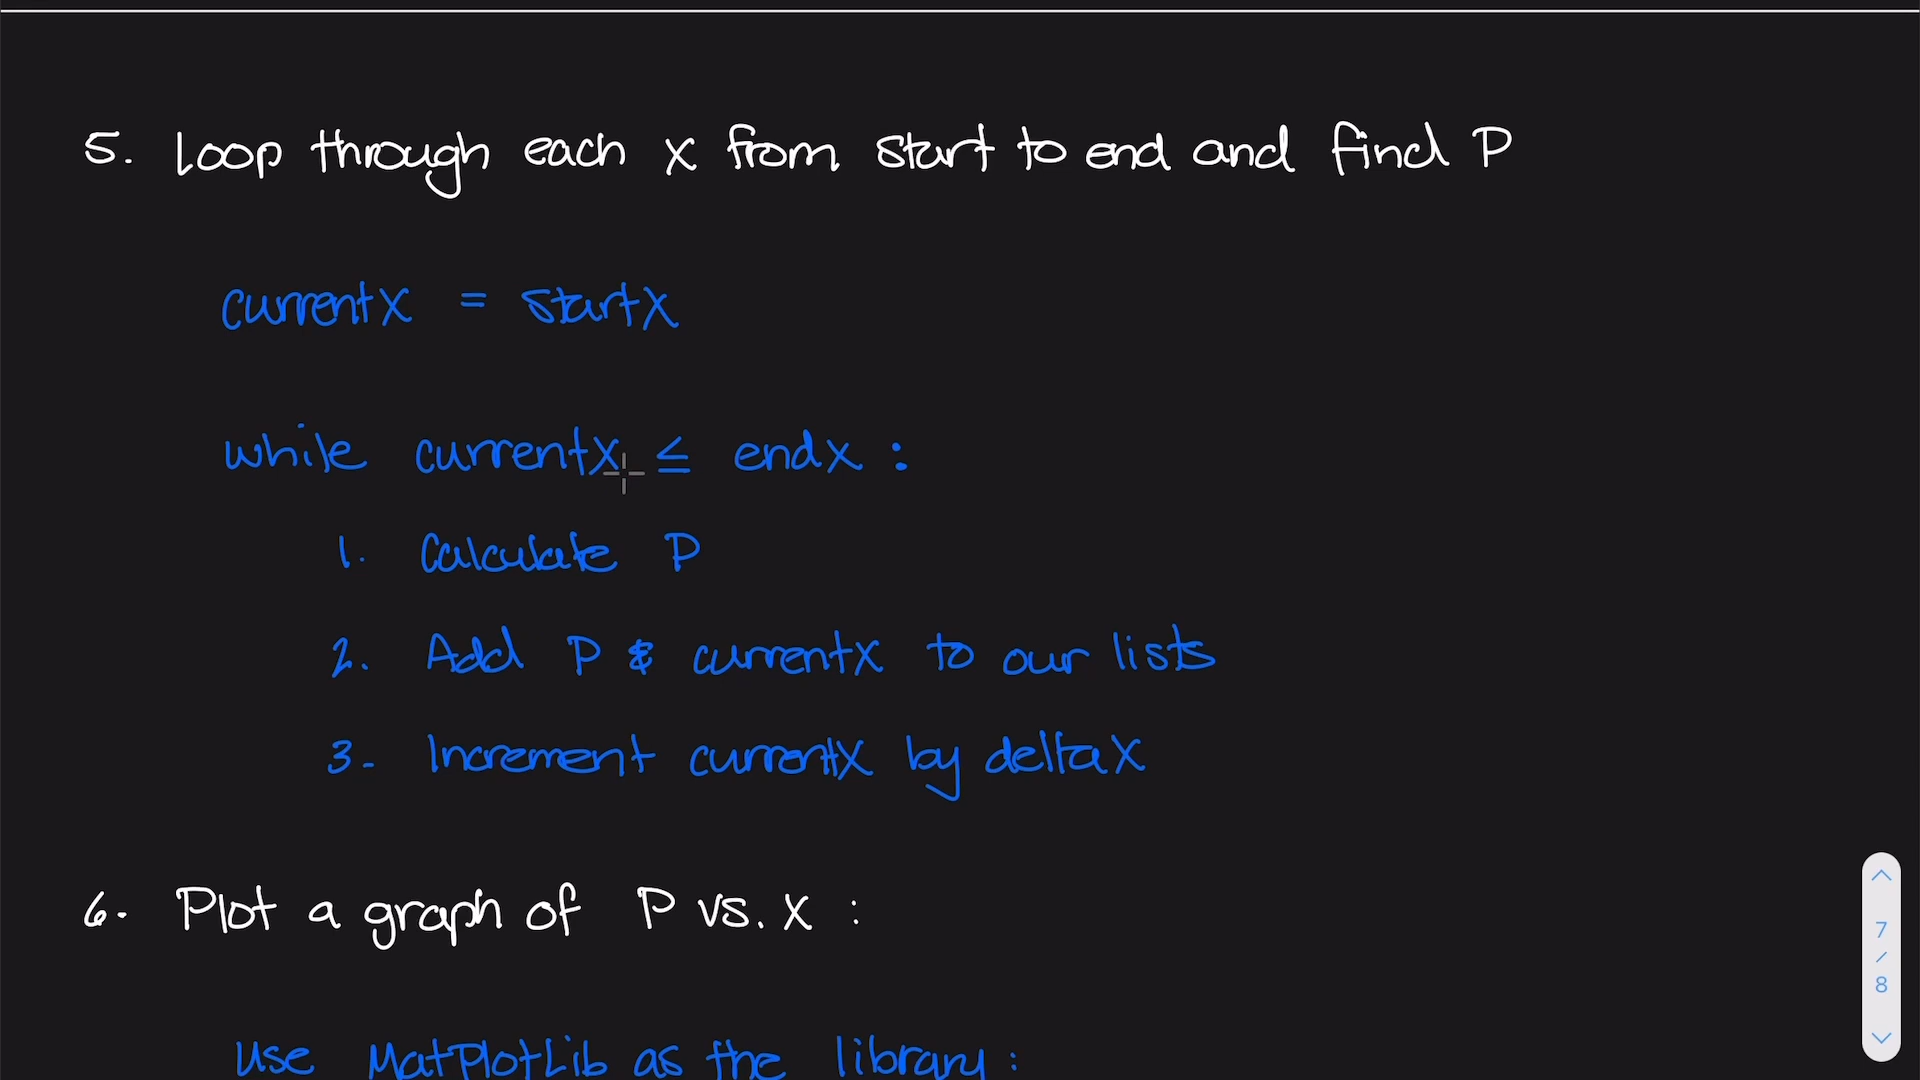 5. Loop through each x from start to end and find P
currentX = startX
while currentX ≤ endX :
1. Calculate P
2. Add P & currentX to our lists
3. Increment currentX by deltaX
6. Plot a graph of P vs. X :
Use MatPlotLib as the library :
7
/
8